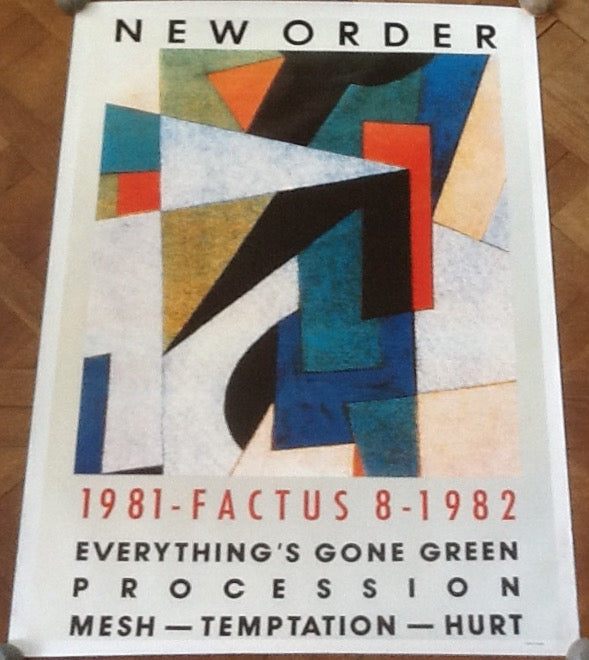 NEW ORDER
1981-FACTUS 8-1982
EVERYTHING'S GONE GREEN
PROCESSION
MESH — TEMPTATION — HURT